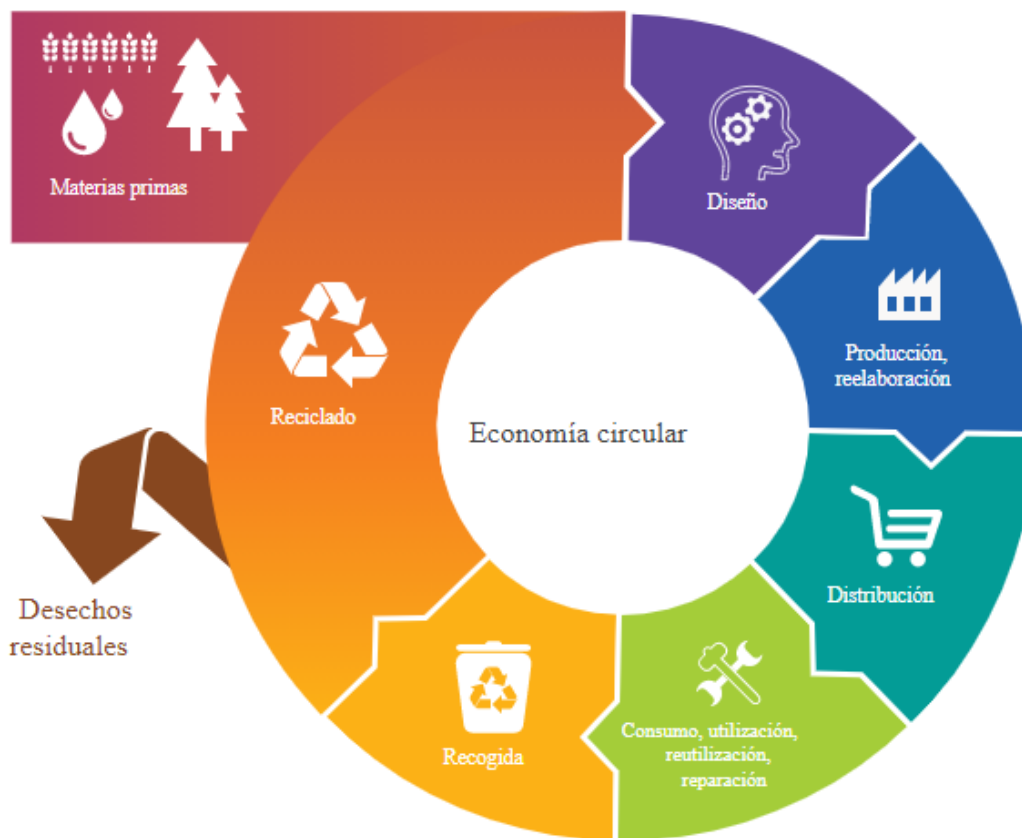 Materias primas
Diseño
Producción,
reelaboración
Distribución
Consumo, utilización,
reutilización,
reparación
Recogida
Reciclado
Economía circular
Desechos
residuales